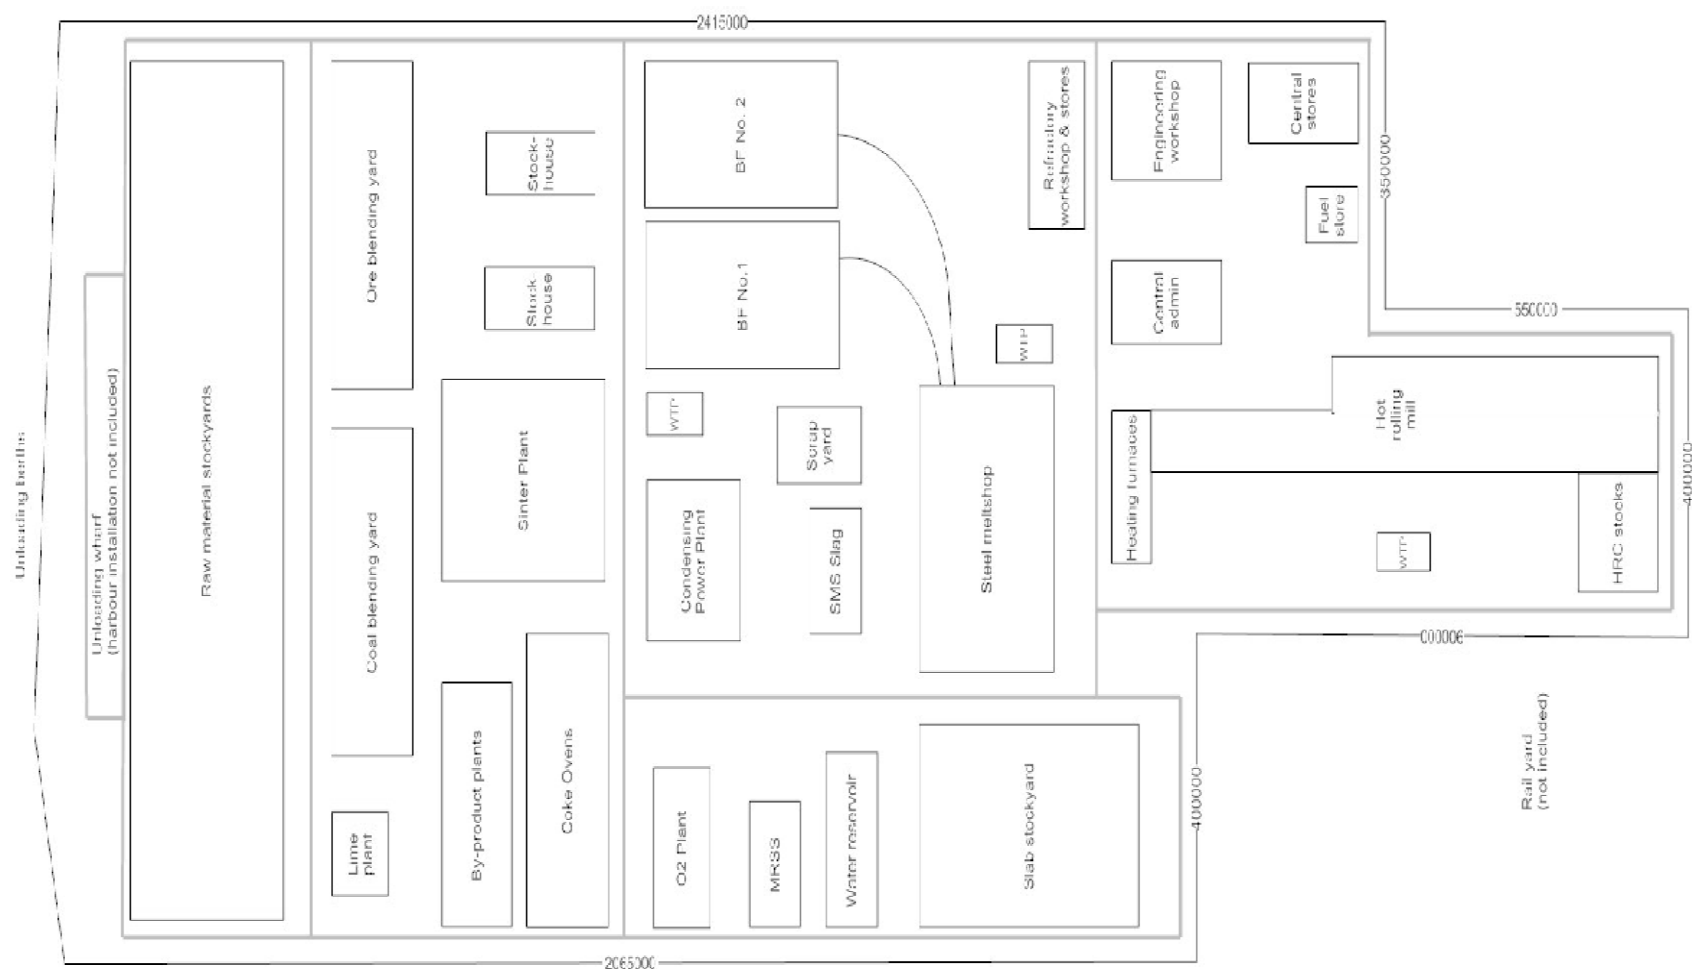 2415000
Unloading berths
Unloading wharf
(harbour installation not included)
Raw material stockyards
Ore blending yard
Coal blending yard
Lime
plant
Stock-
house
Stock-
house
Sinter Plant
By-product plants
Coke Ovens
BF No. 2
BF No.1
WTP
Condensing
Power Plant
Scrap
yard
SMS Slag
Steel meltshop
WTP
Refractory
workshop & stores
O2 Plant
MRSS
Water reservoir
Slab stockyard
Engineering
workshop
Central
stores
Fuel
store
Central
admin
Heating furnaces
Hot
rolling
mill
WTP
HRC stocks
350000
550000
400000
900000
400000
2065000
Rail yard
(not included)